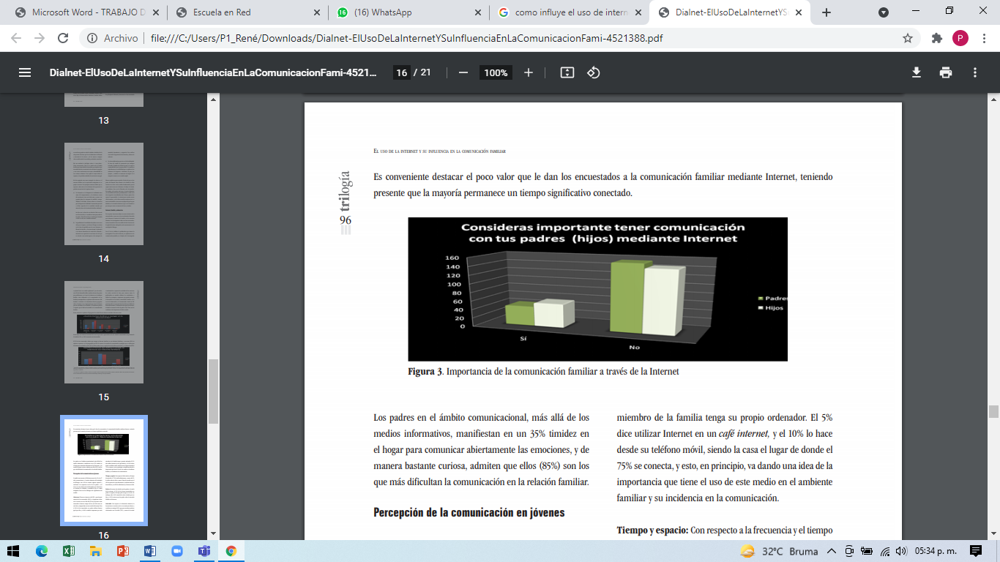 Microsoft Word - TRABAJO D
Escuela en Red
(16) WhatsApp
como influye el uso de intern
Dialnet-ElUsoDeLaInternetYS
Archivo
file:///C:/Users/P1_René/Downloads/Dialnet-ElUsoDeLaInternetYSuInfluenciaEnLaComunicacionFami-4521388.pdf
P
Dialnet-ElUsoDeLaInternetYSuInfluenciaEnLaComunicacionFami-4521...
16 / 21
100%
13
14
15
16
El uso de la internet y su influencia en la comunicación familiar
trilogía
96
Es conveniente destacar el poco valor que le dan los encuestados a la comunicación familiar mediante Internet, teniendo
presente que la mayoría permanece un tiempo significativo conectado.
Consideras importante tener comunicación
con tus padres (hijos) mediante Internet
160
140
120
100
80
60
40
20
0
Sí
No
Padres
Hijos
Figura 3. Importancia de la comunicación familiar a través de la Internet
Los padres en el ámbito comunicacional, más allá de los
medios informativos, manifiestan en un 35% timidez en
el hogar para comunicar abiertamente las emociones, y de
manera bastante curiosa, admiten que ellos (85%) son los
que más dificultan la comunicación en la relación familiar.
Percepción de la comunicación en jóvenes
miembro de la familia tenga su propio ordenador. El 5%
dice utilizar Internet en un café internet, y el 10% lo hace
desde su teléfono móvil, siendo la casa el lugar de donde el
75% se conecta, y esto, en principio, va dando una idea de la
importancia que tiene el uso de este medio en el ambiente
familiar y su incidencia en la comunicación.
Tiempo y espacio: Con respecto a la frecuencia y el tiempo
32°C Bruma
05:34 p. m.